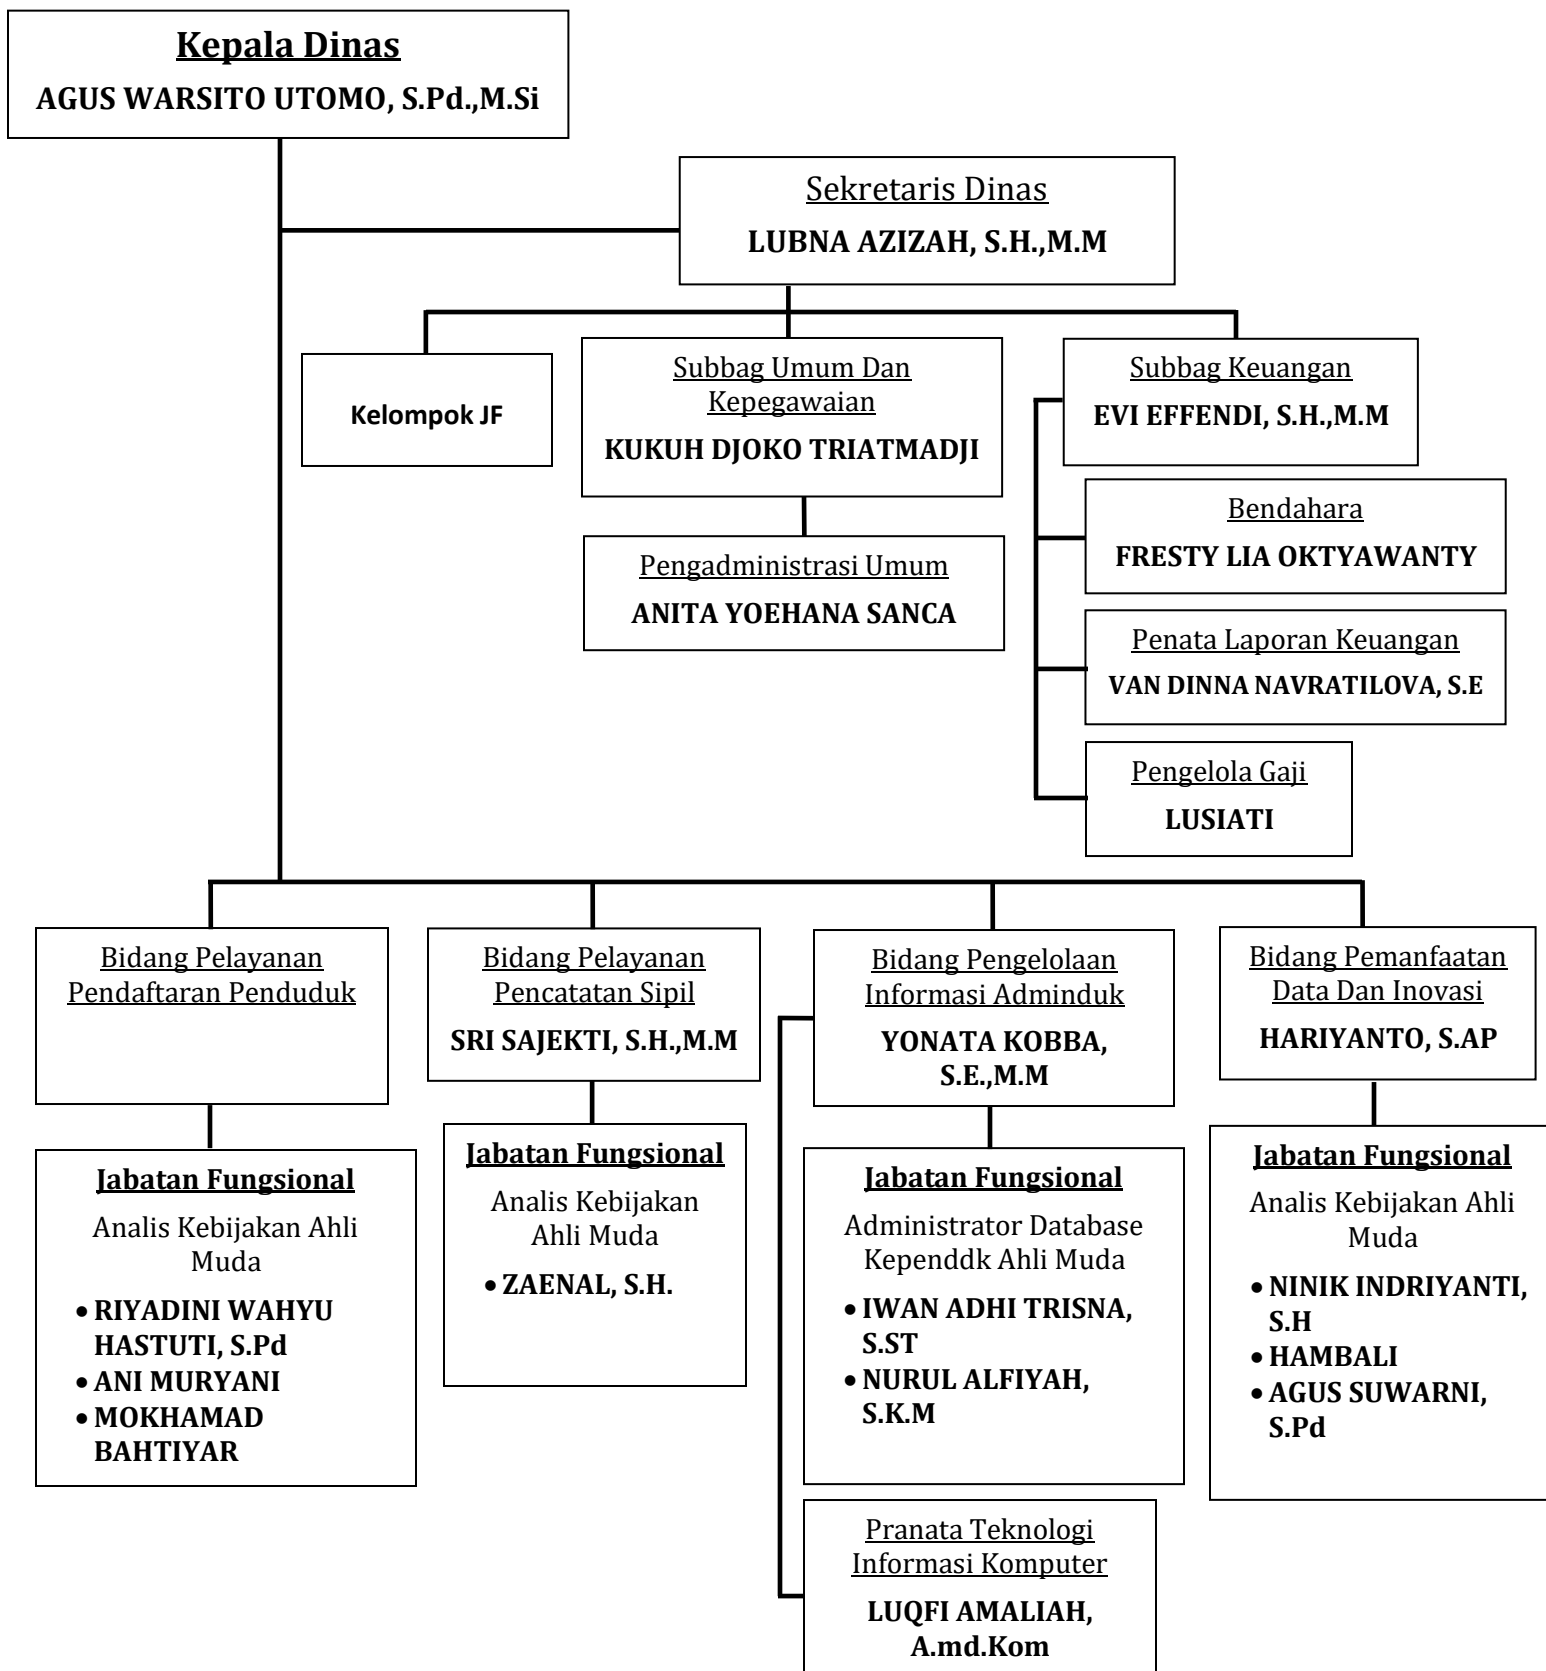 Kepala Dinas
AGUS WARSITO UTOMO, S.Pd.,M.Si
Sekretaris Dinas
LUBNA AZIZAH, S.H.,M.M
Kelompok JF
Subbag Umum Dan
Kepegawaian
KUKUH DJOKO TRIATMADJI
Subbag Keuangan
EVI EFFENDI, S.H.,M.M
Pengadministrasi Umum
ANITA YOEHANA SANCA
Bendahara
FRESTY LIA OKTYAWANTY
Penata Laporan Keuangan
VAN DINNA NAVRATILOVA, S.E
Pengelola Gaji
LUSIATI
Bidang Pelayanan
Pendaftaran Penduduk
Bidang Pelayanan
Pencatatan Sipil
SRI SAJEKTI, S.H.,M.M
Bidang Pengelolaan
Informasi Adminduk
YONATA KOBBA,
S.E.,M.M
Bidang Pemanfaatan
Data Dan Inovasi
HARIYANTO, S.AP
Jabatan Fungsional
Analis Kebijakan Ahli
Muda
• RIYADINI WAHYU
HASTUTI, S.Pd
• ANI MURYANI
• MOKHAMAD
BAHTIYAR
Jabatan Fungsional
Analis Kebijakan
Ahli Muda
• ZAENAL, S.H.
Jabatan Fungsional
Administrator Database
Kependdk Ahli Muda
• IWAN ADHI TRISNA,
S.ST
• NURUL ALFIYAH,
S.K.M
Jabatan Fungsional
Analis Kebijakan Ahli
Muda
• NINIK INDRIYANTI,
S.H
• HAMBALI
• AGUS SUWARNI,
S.Pd
Pranata Teknologi
Informasi Komputer
LUQFI AMALIAH,
A.md.Kom